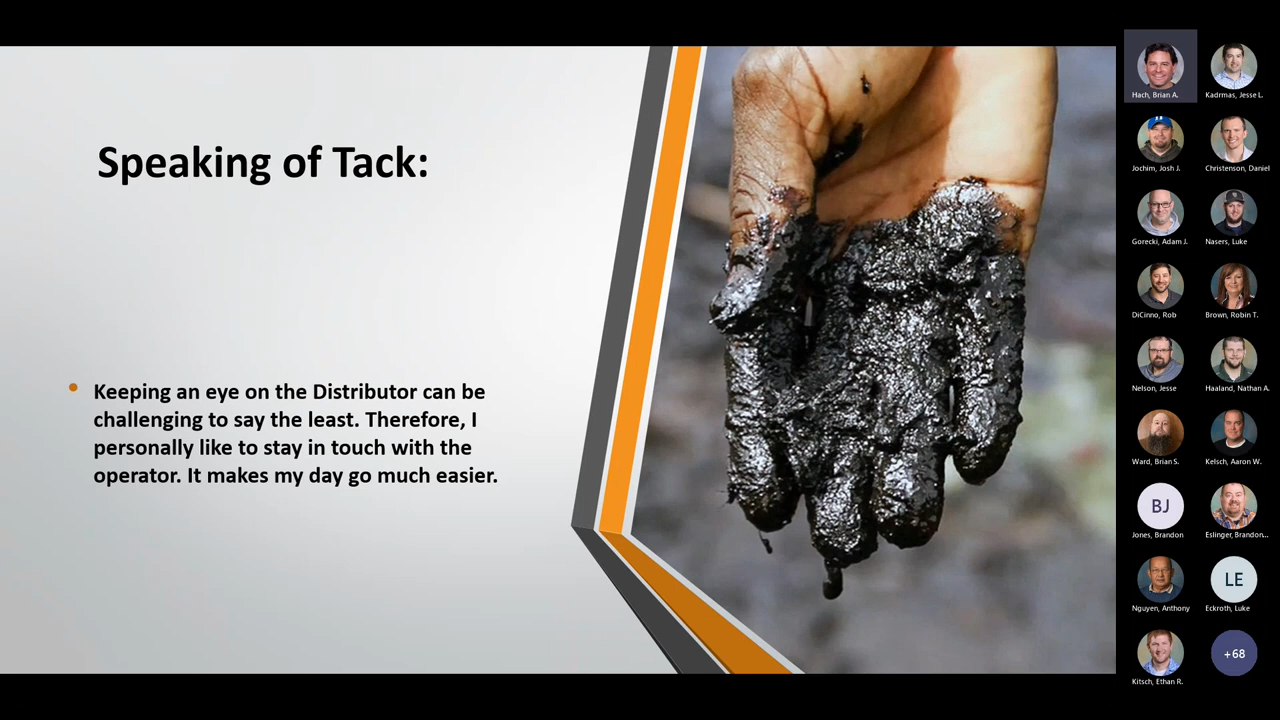 Speaking of Tack:
Keeping an eye on the Distributor can be
challenging to say the least. Therefore, I
personally like to stay in touch with the
operator. It makes my day go much easier.
Hach, Brian A.
Kadrmas, Jesse L.
Jochim, Josh J.
Christenson, Daniel
Gorecki, Adam J.
Nasers, Luke
DiCinno, Rob
Brown, Robin T.
Nelson, Jesse
Haaland, Nathan A.
Ward, Brian S.
Kelsch, Aaron W.
BJ
Jones, Brandon
Eslinger, Brandon...
Nguyen, Anthony
LE
Eckroth, Luke
Kitsch, Ethan R.
+68